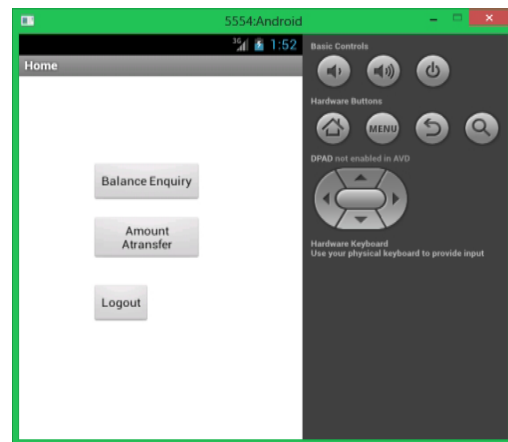 5554:Android
3G 1:52
Home
Balance Enquiry
Amount
Atransfer
Logout
Basic Controls
Hardware Buttons
MENU
DPAD not enabled in AVD
Hardware Keyboard
Use your physical keyboard to provide input